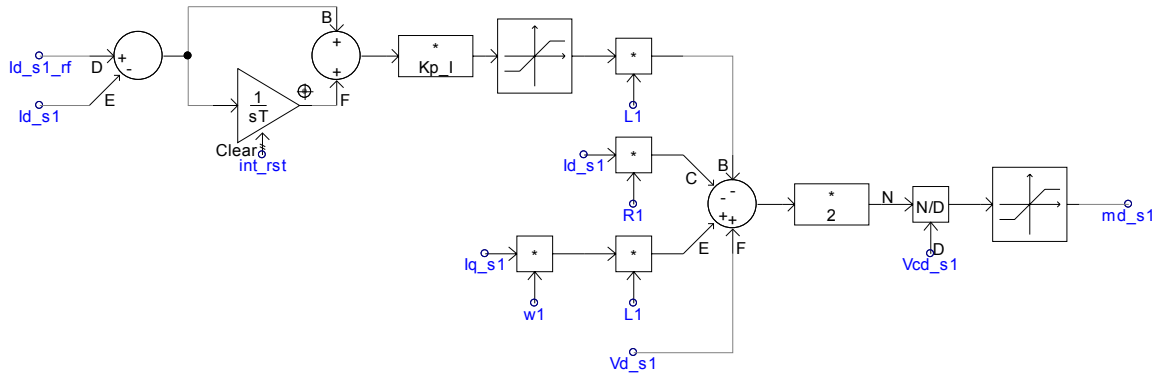 B
Id_s1_rf
D
+
-
+
+
*
Kp_I
*
E
F
Id_s1
1
sT
Clear
int_rst
L1
Id_s1
*
R1
C
B
-
-
+
+
E
F
*
2
N
N/D
D
Vcd_s1
md_s1
Iq_s1
*
*
w1
L1
Vd_s1